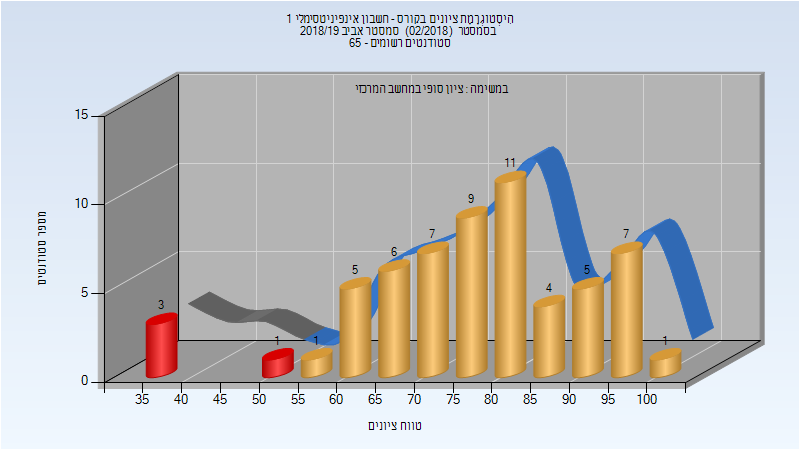 היסטוגרמת ציונים בקורס - חשבון אינפיניטסימלי 1
בסמסטר (02/2018) סמסטר אביב 2018/19
סטודנטים רשומים - 65
במשימה : ציון סופי במחשב המרכזי
מספר סטודנטים
15
10
5
0
3
1
1
5
6
7
9
11
4
5
7
1
35 40 45 50 55 60 65 70 75 80 85 90 95 100
טווח ציונים